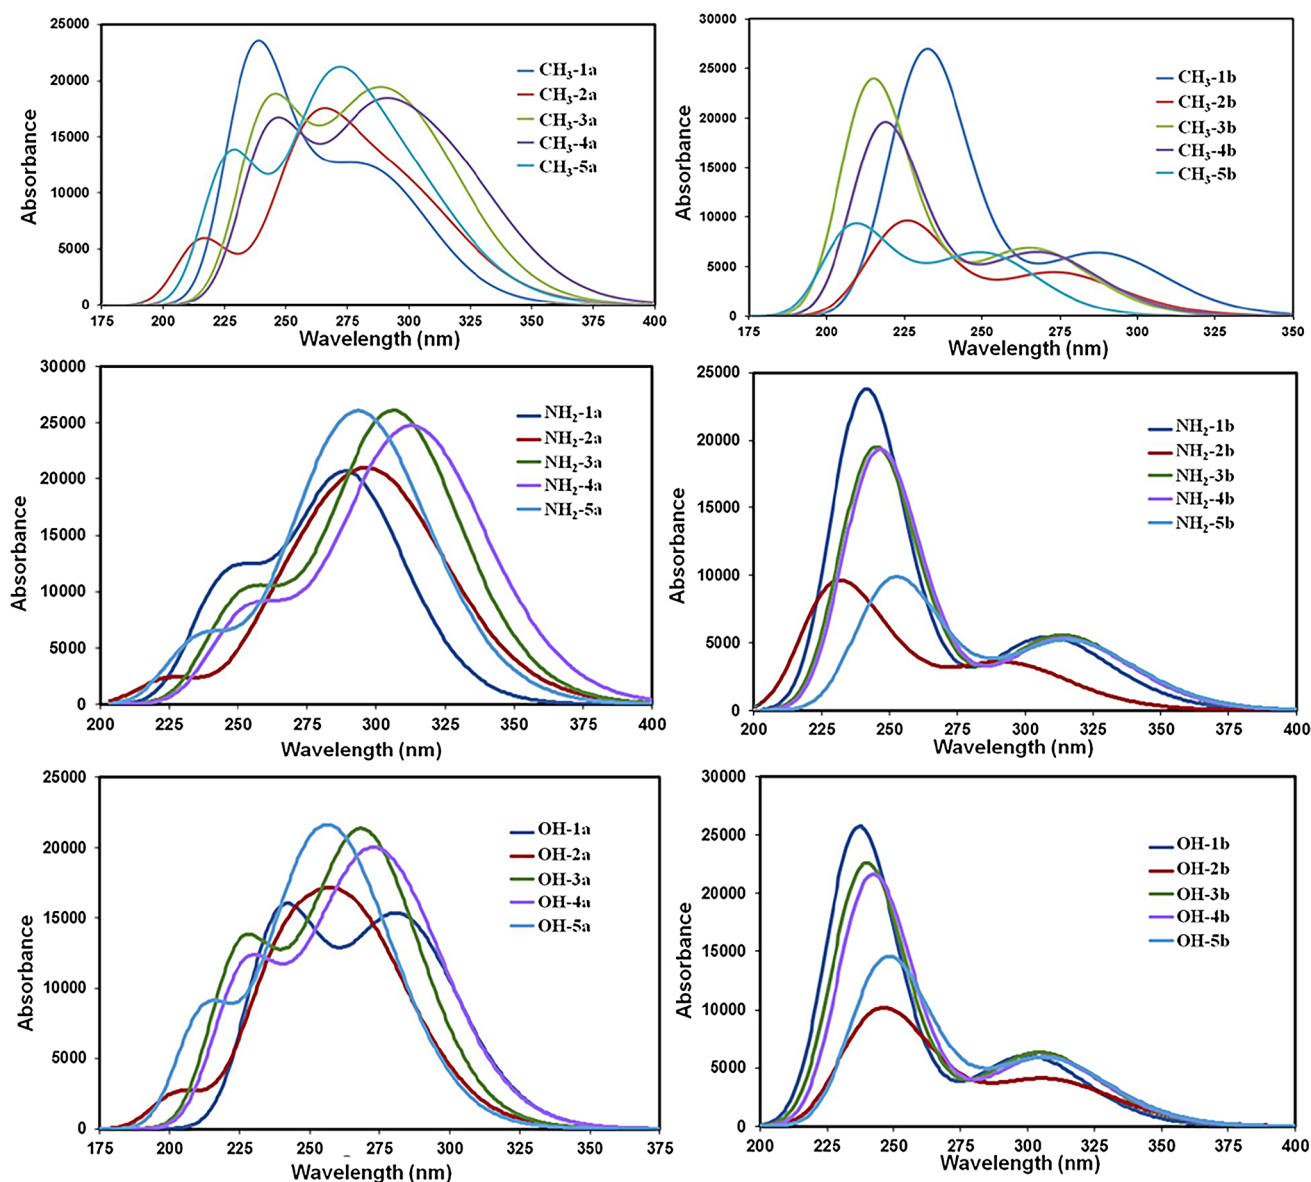 25000
20000
15000
10000
5000
0
Absorbance
175 200 225 250 275 300 325 350 375 400
Wavelength (nm)
CH3-1a
CH3-2a
CH3-3a
CH3-4a
CH3-5a
30000
25000
20000
15000
10000
5000
0
Absorbance
175 200 225 250 275 300 325 350
Wavelength (nm)
CH3-1b
CH3-2b
CH3-3b
CH3-4b
CH3-5b
30000
25000
20000
15000
10000
5000
0
Absorbance
200 225 250 275 300 325 350 375 400
Wavelength (nm)
NH2-1a
NH2-2a
NH2-3a
NH2-4a
NH2-5a
25000
20000
15000
10000
5000
0
Absorbance
200 225 250 275 300 325 350 375 400
Wavelength (nm)
NH2-1b
NH2-2b
NH2-3b
NH2-4b
NH2-5b
25000
20000
15000
10000
5000
0
Absorbance
175 200 225 250 275 300 325 350 375
Wavelength (nm)
OH-1a
OH-2a
OH-3a
OH-4a
OH-5a
30000
25000
20000
15000
10000
5000
0
Absorbance
200 225 250 275 300 325 350 375 400
Wavelength (nm)
OH-1b
OH-2b
OH-3b
OH-4b
OH-5b